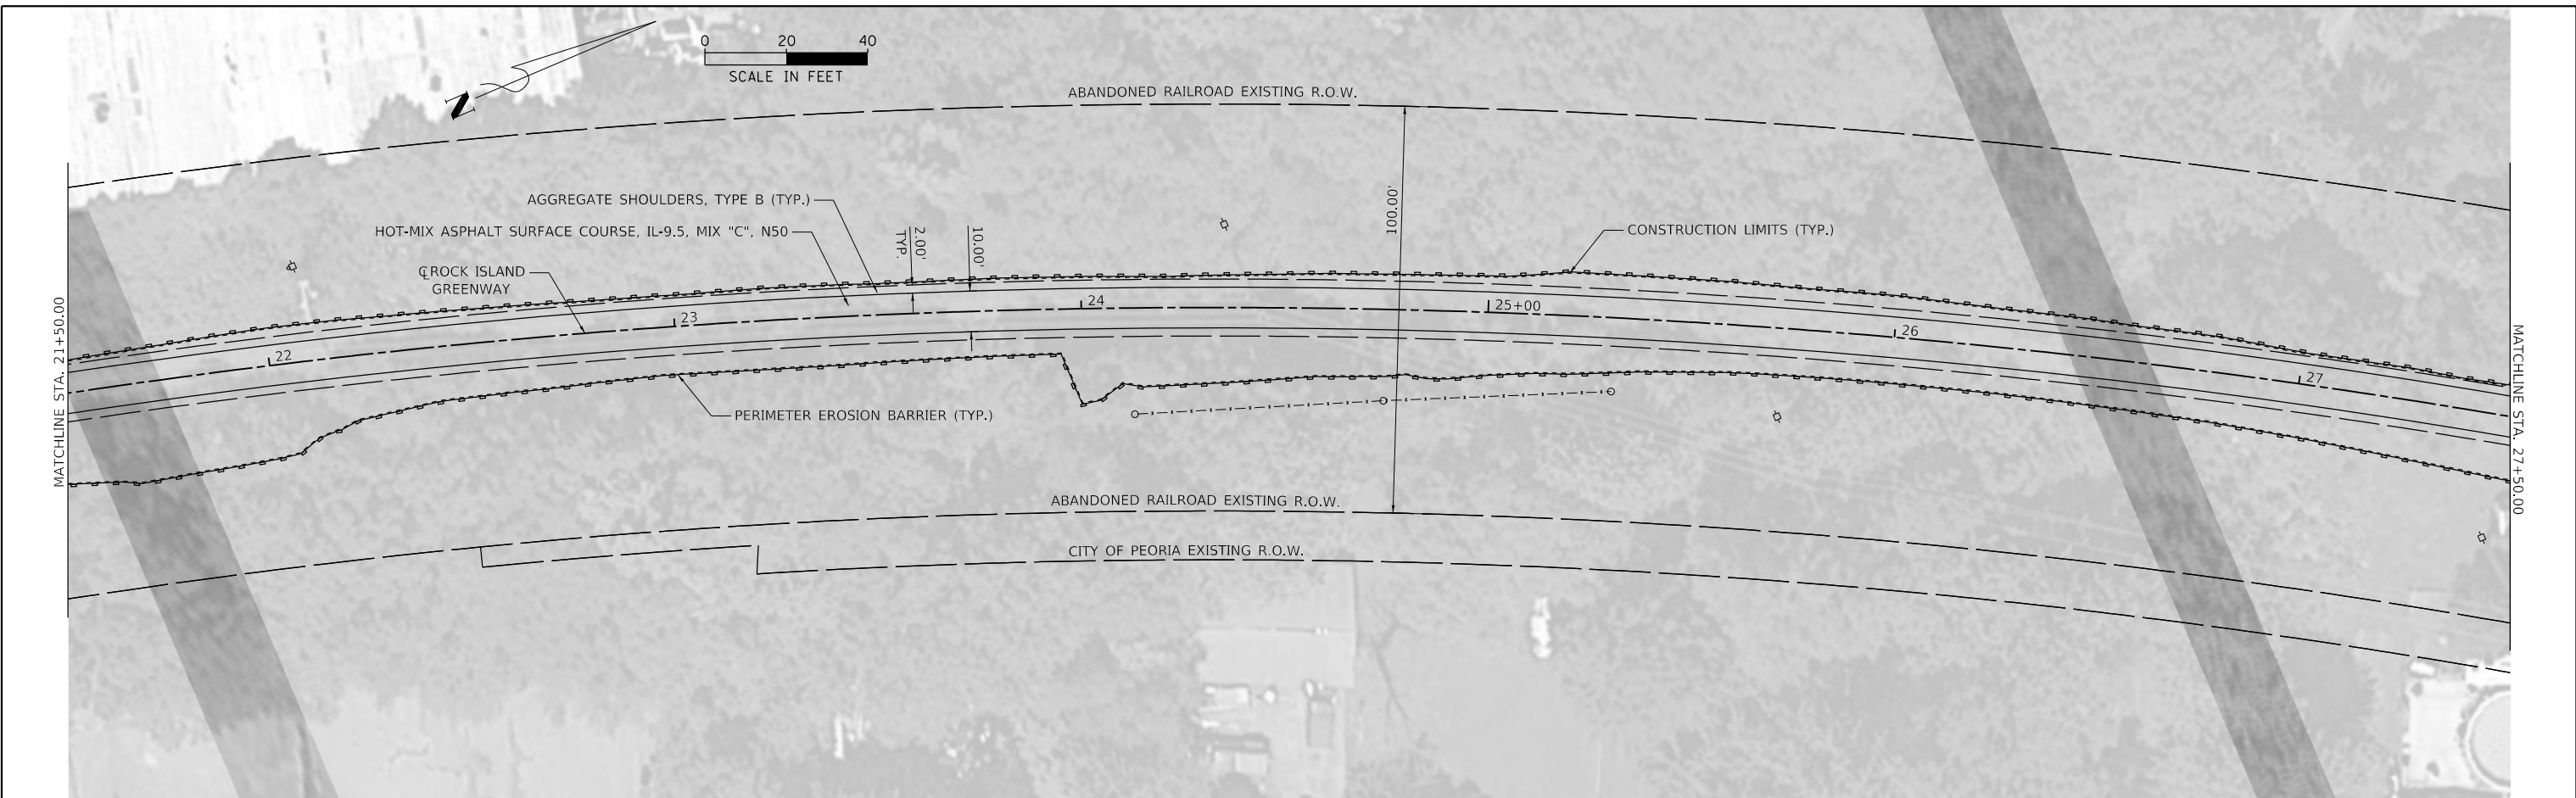 0 20 40
SCALE IN FEET
N
ABANDONED RAILROAD EXISTING R.O.W.
AGGREGATE SHOULDERS, TYPE B (TYP.)
HOT-MIX ASPHALT SURFACE COURSE, IL-9.5, MIX "C", N50
2.00'
TYP.
10.00'
100.00'
CONSTRUCTION LIMITS (TYP.)
℄ ROCK ISLAND
GREENWAY
22
23
24
25+00
26
27
MATCHLINE STA. 21+50.00
MATCHLINE STA. 27+50.00
PERIMETER EROSION BARRIER (TYP.)
ABANDONED RAILROAD EXISTING R.O.W.
CITY OF PEORIA EXISTING R.O.W.